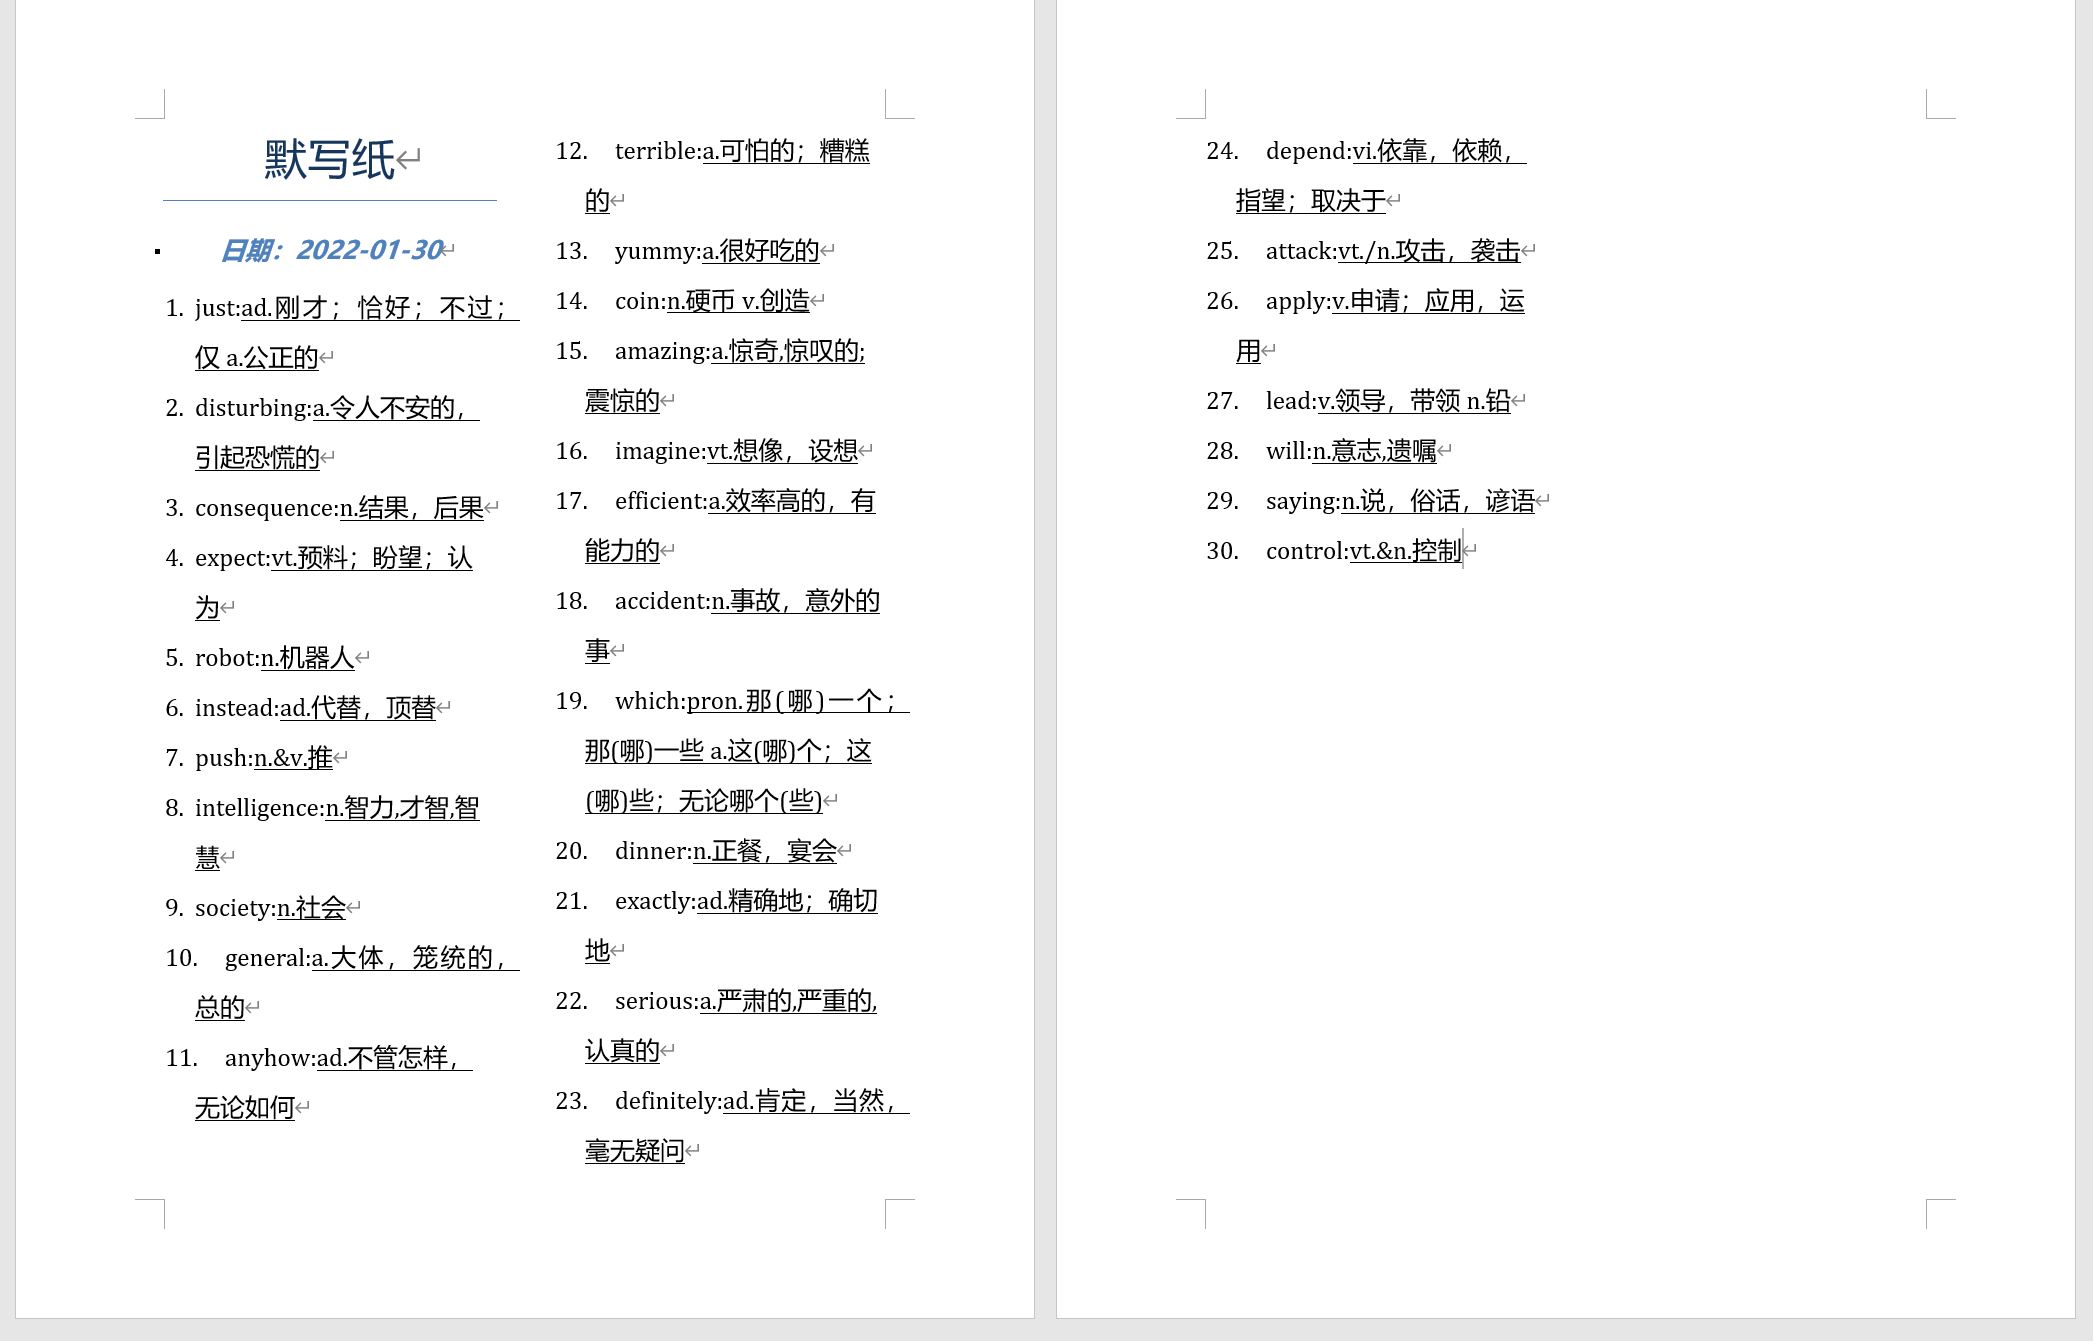 默写纸
日期：2022-01-30
1. just:ad.刚才；恰好；不过；
仅 a.公正的
2. disturbing:a.令人不安的，
引起恐慌的
3. consequence:n.结果，后果
4. expect:vt.预料；盼望；认
为
5. robot:n.机器人
6. instead:ad.代替，顶替
7. push:n.&v.推
8. intelligence:n.智力,才智,智
慧
9. society:n.社会
10. general:a.大体，笼统的，
总的
11. anyhow:ad.不管怎样，
无论如何
12. terrible:a.可怕的；糟糕
的
13. yummy:a.很好吃的
14. coin:n.硬币 v.创造
15. amazing:a.惊奇,惊叹的;
震惊的
16. imagine:vt.想像，设想
17. efficient:a.效率高的，有
能力的
18. accident:n.事故，意外的
事
19. which:pron.那(哪)一个；
那(哪)一些 a.这(哪)个；这
(哪)些；无论哪个(些)
20. dinner:n.正餐，宴会
21. exactly:ad.精确地；确切
地
22. serious:a.严肃的,严重的,
认真的
23. definitely:ad.肯定，当然，
毫无疑问
24. depend:vi.依靠，依赖，
指望；取决于
25. attack:vt./n.攻击，袭击
26. apply:v.申请；应用，运
用
27. lead:v.领导，带领 n.铅
28. will:n.意志,遗嘱
29. saying:n.说，俗话，谚语
30. control:vt.&n.控制